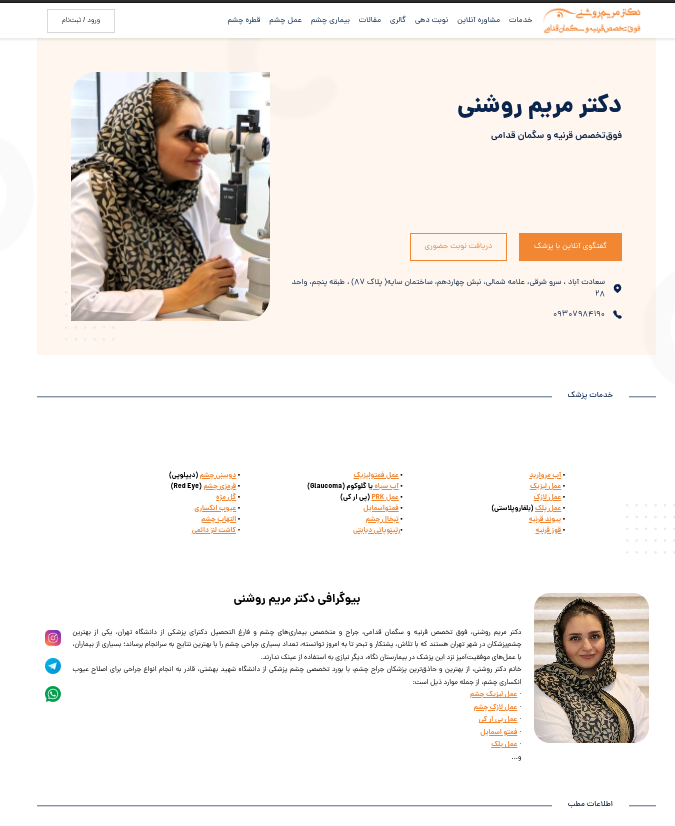 دکتر مریم روشنی
فوق‌تخصص قرنیه و سگمان قدامی
خدمات
مشاوره آنلاین
نوبت دهی
گالری
مقالات
بیماری چشم
عمل چشم
قطره چشم
ورود / ثبت‌نام
دکتر مریم روشنی
فوق‌تخصص قرنیه و سگمان قدامی
گفتگوی آنلاین با پزشک
دریافت نوبت حضوری
سعادت آباد ، سرو شرقی، علامه شمالی، نبش چهاردهم، ساختمان سایه( پلاک ۸۷) ، طبقه پنجم، واحد
۲۸
۰۹۳۰۷۹۸۴۱۹۰
خدمات پزشک
• آب مروارید
• عمل لیزیک
• عمل لازک
• عمل پلک (بلفاروپلاستی)
• پیوند قرنیه
• قوز قرنیه
• عمل فمتولیزیک
• آب سیاه یا گلوکوم (Glaucoma)
• عمل PRK (پی ار کی)
• فمتواسمایل
• تبخال چشم
• رتینوپاتی دیابتی
• دوبینی چشم (دیپلوپی)
• قرمزی چشم (Red Eye)
• گل مژه
• عیوب انکساری
• التهاب چشم
• کاشت لنز دائمی
بیوگرافی دکتر مریم روشنی
دکتر مریم روشنی، فوق تخصص قرنیه و سگمان قدامی، جراح و متخصص بیماری‌های چشم و فارغ التحصیل دکترای پزشکی از دانشگاه تهران، یکی از بهترین
چشم‌پزشکان در شهر تهران هستند که با تلاش، پشتکار و تبحر تا به امروز توانسته، تعداد بسیاری جراحی چشم را با بهترین نتایج به سرانجام برساند؛ بسیاری از بیماران،
با عمل‌های موفقیت‌آمیز نزد این پزشک در بیمارستان نگاه، دیگر نیازی به استفاده از عینک ندارند.
خانم دکتر روشنی، از بهترین و حاذق‌ترین پزشکان جراح چشم، با بورد تخصصی چشم پزشکی از دانشگاه شهید بهشتی، قادر به انجام انواع جراحی برای اصلاح عیوب
انکساری چشم، از جمله موارد ذیل است:
· عمل لیزیک چشم
· عمل لازک چشم
· عمل پی ار کی
· فمتو اسمایل
· عمل پلک
و...
اطلاعات مطب